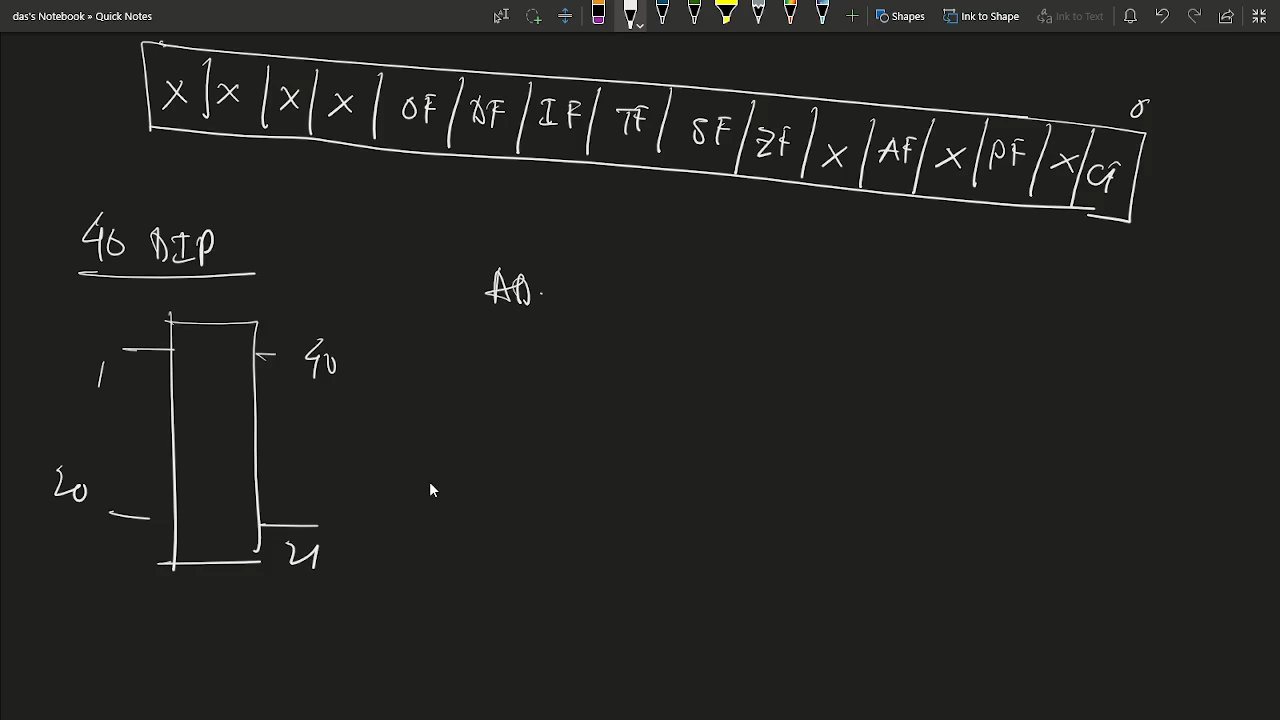 das's Notebook » Quick Notes
Shapes
Ink to Shape
Ink to Text
0
X X X X OF DF IF TF SF ZF X AF X PF X CF
40 DIP
AD.
1
40
20
21